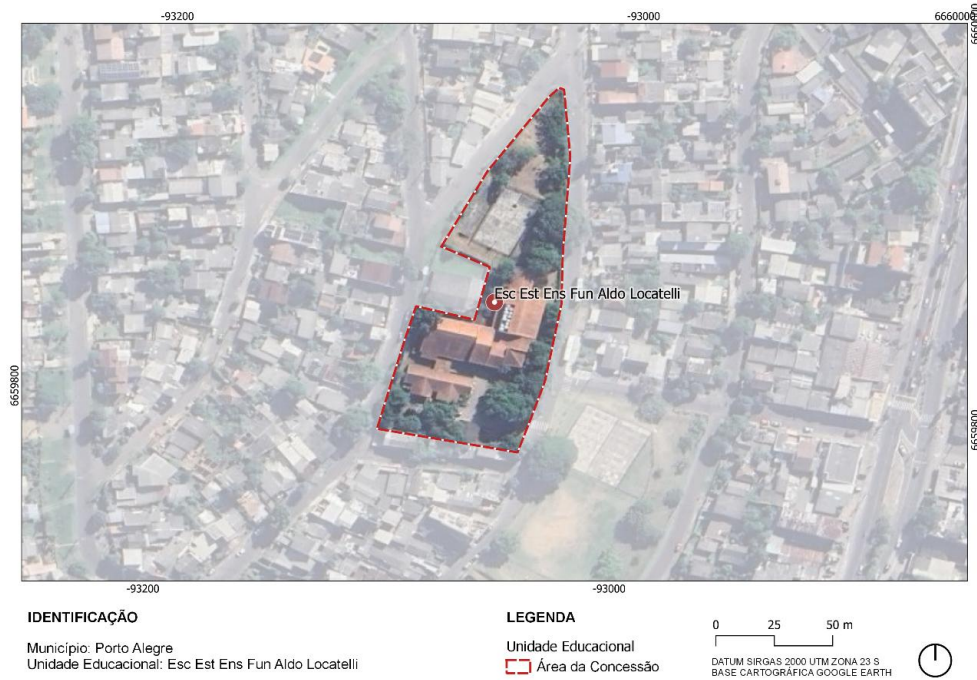 -93200
-93000
6660000
6660000
Esc Est Ens Fun Aldo Locatelli
6659800
6659800
-93200
-93000
IDENTIFICAÇÃO
Município: Porto Alegre
Unidade Educacional: Esc Est Ens Fun Aldo Locatelli
LEGENDA
Unidade Educacional
Área da Concessão
0 25 50 m
DATUM SIRGAS 2000 UTM ZONA 23 S
BASE CARTOGRÁFICA GOOGLE EARTH